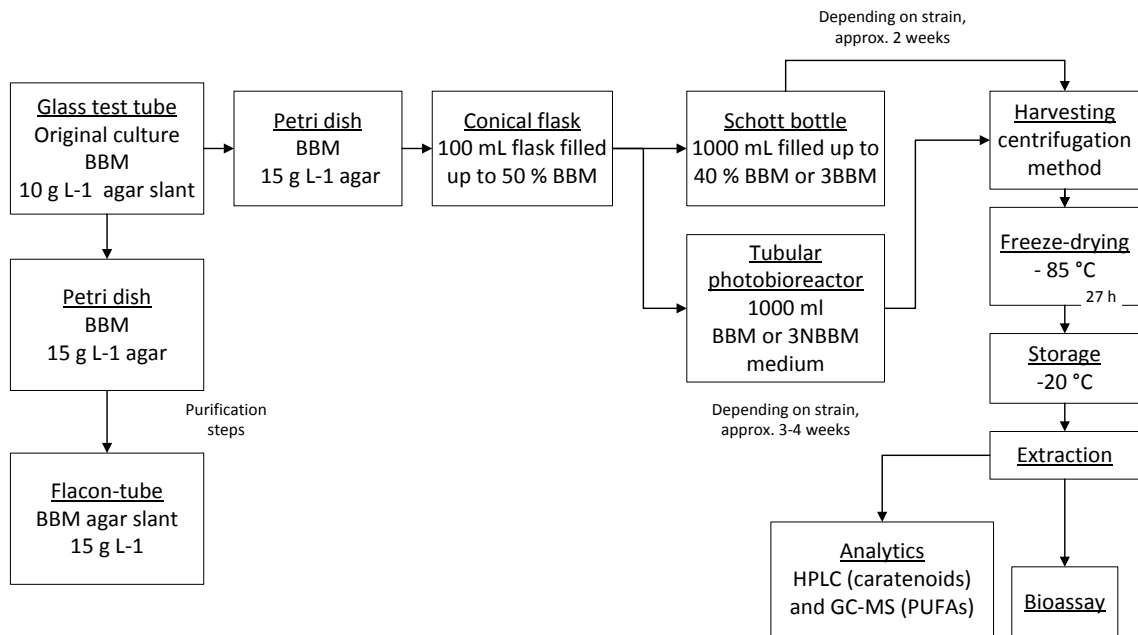 Depending on strain,
approx. 2 weeks
Glass test tube
Original culture
BBM
10 g L-1 agar slant
Petri dish
BBM
15 g L-1 agar
Conical flask
100 mL flask filled
up to 50 % BBM
Schott bottle
1000 mL filled up to
40 % BBM or 3BBM
Harvesting
centrifugation
method
Petri dish
BBM
15 g L-1 agar
Tubular
photobioreactor
1000 ml
BBM or 3NBBM
medium
Freeze-drying
- 85 °C
27 h
Storage
-20 °C
Purification
steps
Depending on strain,
approx. 3-4 weeks
Extraction
Flacon-tube
BBM agar slant
15 g L-1
Analytics
HPLC (caratenoids)
and GC-MS (PUFAs)
Bioassay